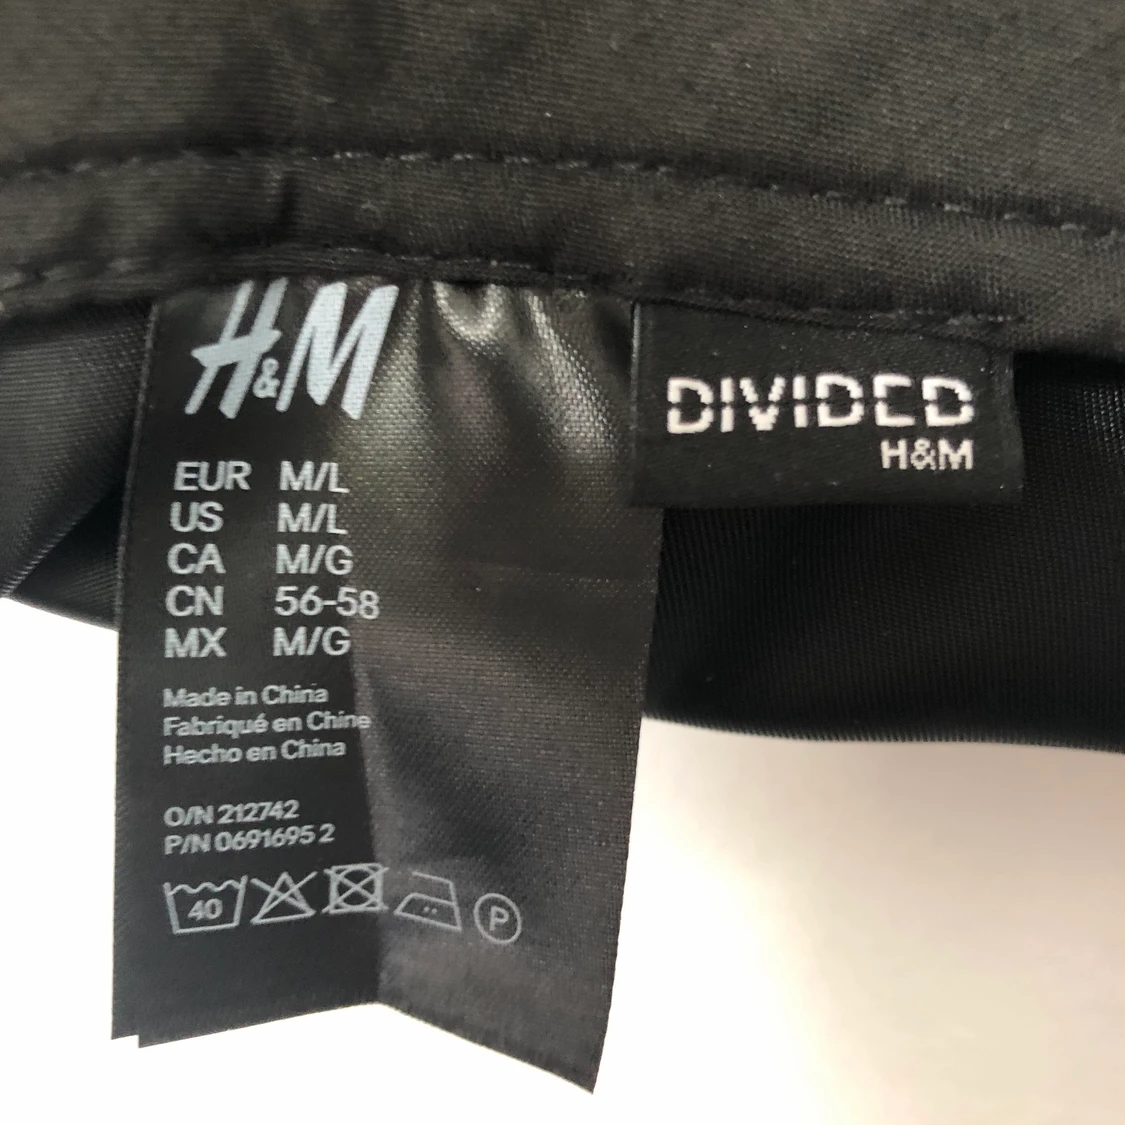 H&M
EUR M/L
US M/L
CA M/G
CN 56-58
MX M/G
Made in China
Fabriqué en Chine
Hecho en China
O/N 212742
P/N 0691695 2
40
P
DIVIDED
H&M